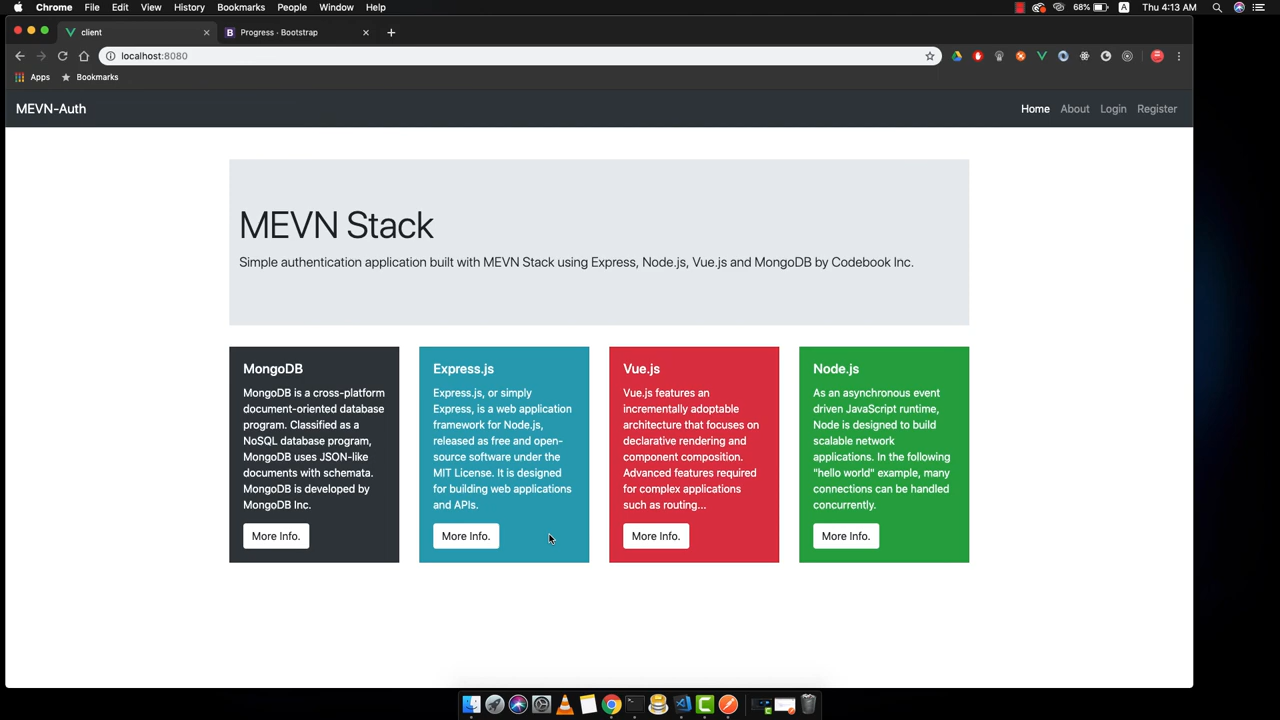 Chrome File Edit View History Bookmarks People Window Help 68% A Thu 4:13 AM
client Progress · Bootstrap
localhost:8080
Apps Bookmarks
MEVN-Auth Home About Login Register
MEVN Stack
Simple authentication application built with MEVN Stack using Express, Node.js, Vue.js and MongoDB by Codebook Inc.
MongoDB
MongoDB is a cross-platform
document-oriented database
program. Classified as a
NoSQL database program,
MongoDB uses JSON-like
documents with schemata.
MongoDB is developed by
MongoDB Inc.
More Info.
Express.js
Express.js, or simply
Express, is a web application
framework for Node.js,
released as free and open-
source software under the
MIT License. It is designed
for building web applications
and APIs.
More Info.
Vue.js
Vue.js features an
incrementally adoptable
architecture that focuses on
declarative rendering and
component composition.
Advanced features required
for complex applications
such as routing...
More Info.
Node.js
As an asynchronous event
driven JavaScript runtime,
Node is designed to build
scalable network
applications. In the following
"hello world" example, many
connections can be handled
concurrently.
More Info.